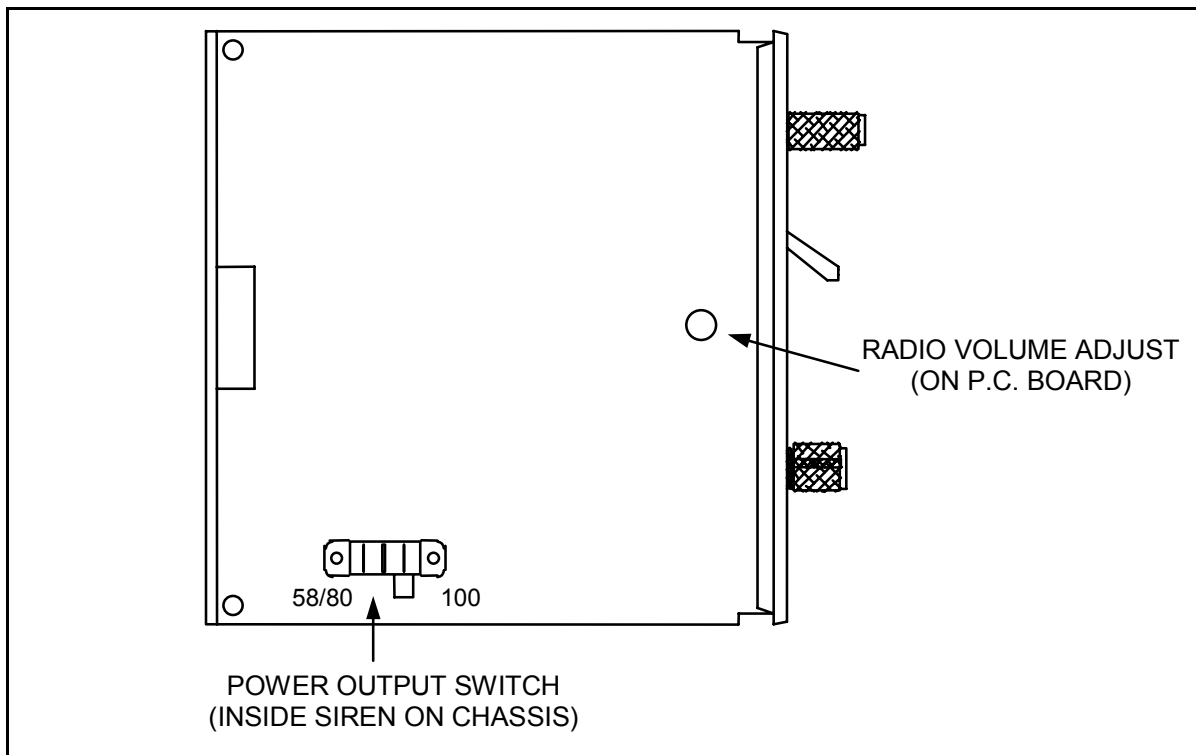 RADIO VOLUME ADJUST
(ON P.C. BOARD)
58/80 100
POWER OUTPUT SWITCH
(INSIDE SIREN ON CHASSIS)